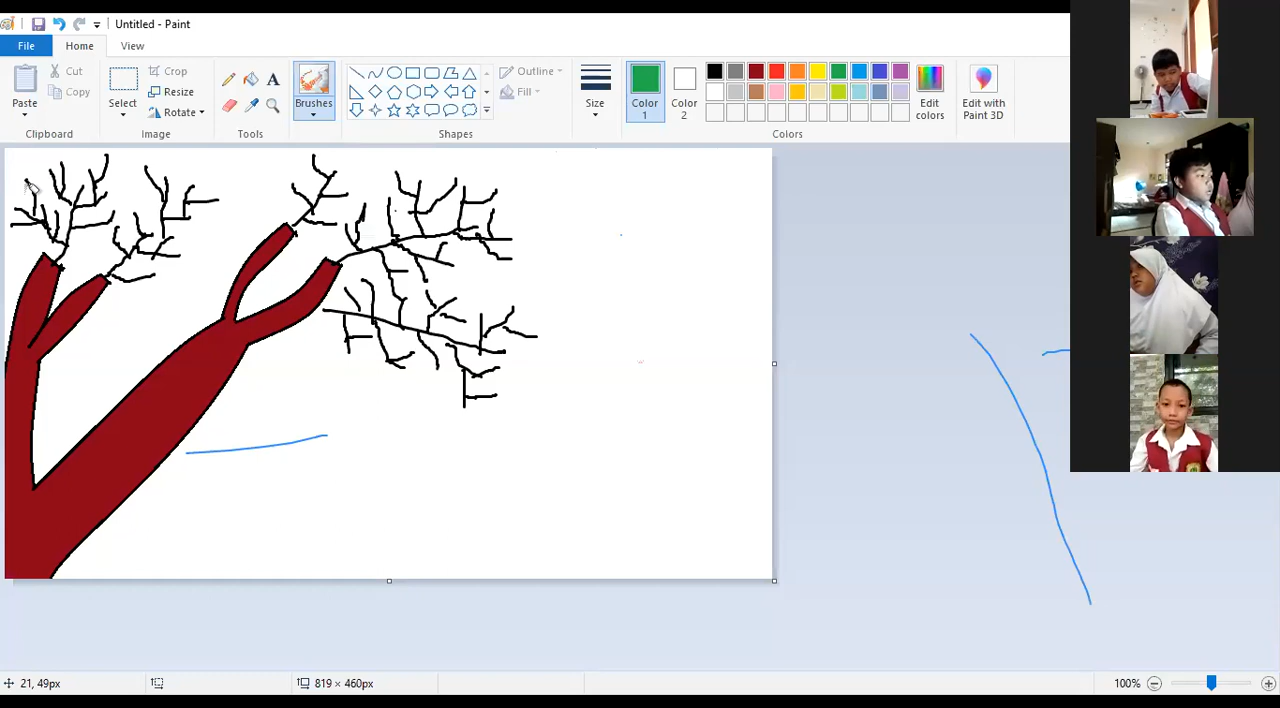 Untitled - Paint
File
Home
View
Paste
Cut
Copy
Clipboard
Select
Crop
Resize
Rotate
Image
A
Tools
Brushes
Shapes
Outline
Fill
Size
Color 1
Color 2
Edit colors
Edit with Paint 3D
Colors
21, 49px
819 × 460px
100%